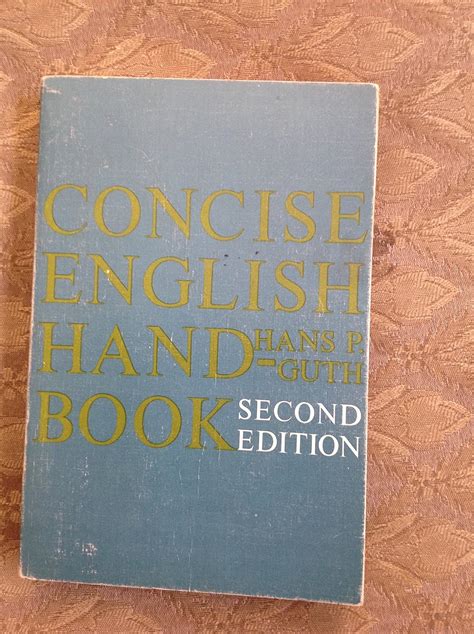 CONCISE
ENGLISH
HAND-
BOOK
HANS P.
GUTH
SECOND
EDITION